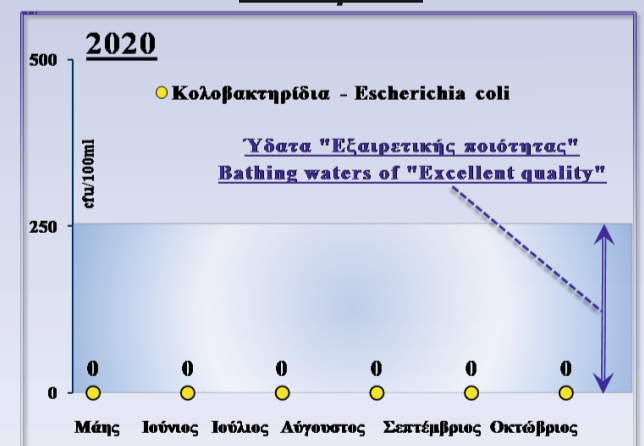 2020
500
Κολοβακτηρίδια - Escherichia coli
Ύδατα "Εξαιρετικής ποιότητας"
Bathing waters of "Excellent quality"
cfu/100ml
250
0 0 0 0 0 0
0
Μάης Ιούνιος Ιούλιος Αύγουστος Σεπτέμβριος Οκτώβριος